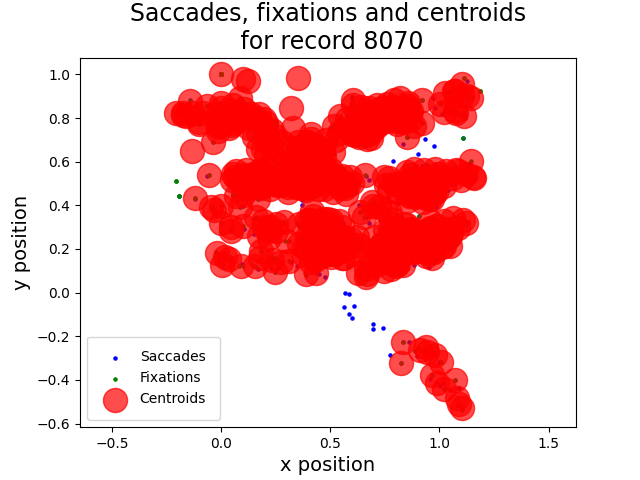 Saccades, fixations and centroids
for record 8070
1.0
0.8
0.6
0.4
0.2
0.0
−0.2
−0.4
−0.6
y position
Saccades
Fixations
Centroids
−0.5
0.0
0.5
1.0
1.5
x position